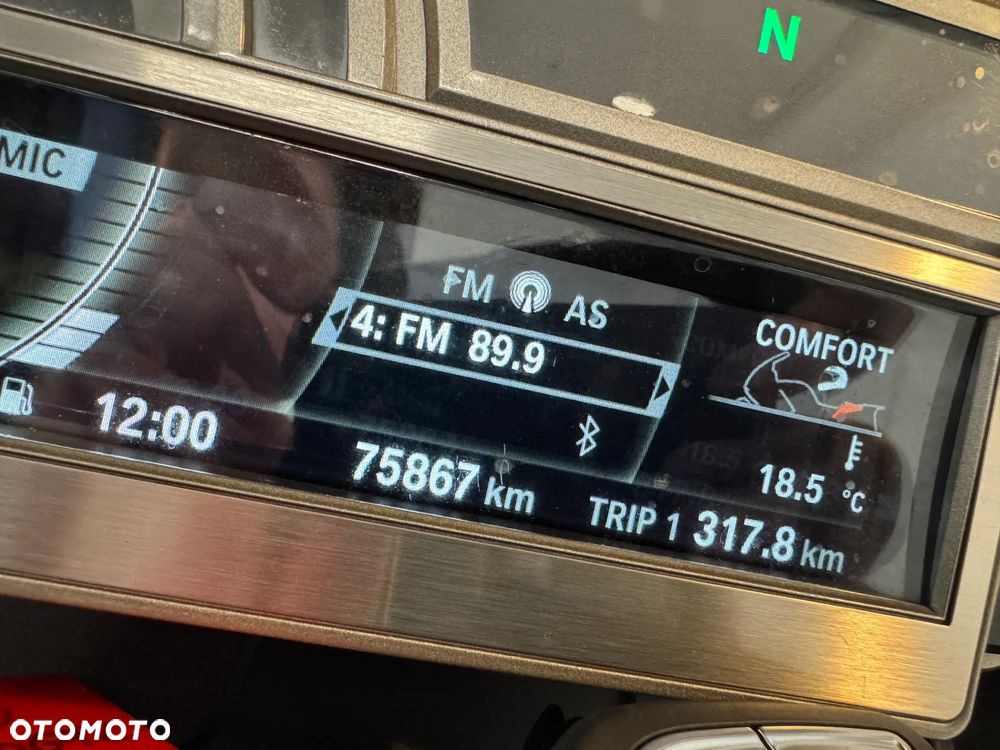 N
MIC
FM AS
4: FM 89.9
COMFORT
18.5 °C
12:00
75867 km
TRIP 1 317.8 km
OTOMOTO